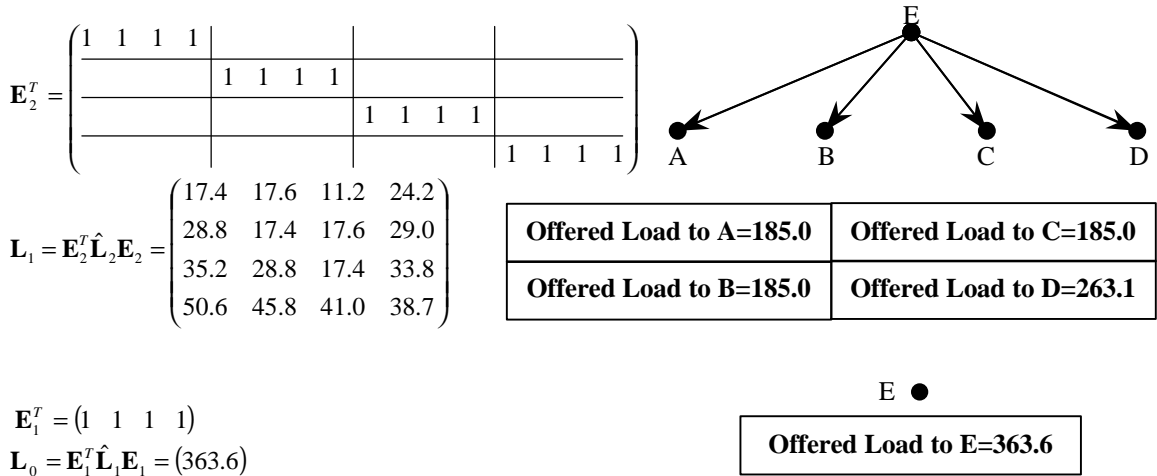 E₂ᵀ = (1 1 1 1
1 1 1 1
1 1 1 1
1 1 1 1)
E
A B C D
L₁ = E₂ᵀL̂₂E₂ = (17.4 17.6 11.2 24.2
28.8 17.4 17.6 29.0
35.2 28.8 17.4 33.8
50.6 45.8 41.0 38.7)
Offered Load to A=185.0 Offered Load to C=185.0
Offered Load to B=185.0 Offered Load to D=263.1
E₁ᵀ = (1 1 1 1)
L₀ = E₁ᵀL̂₁E₁ = (363.6)
E
Offered Load to E=363.6